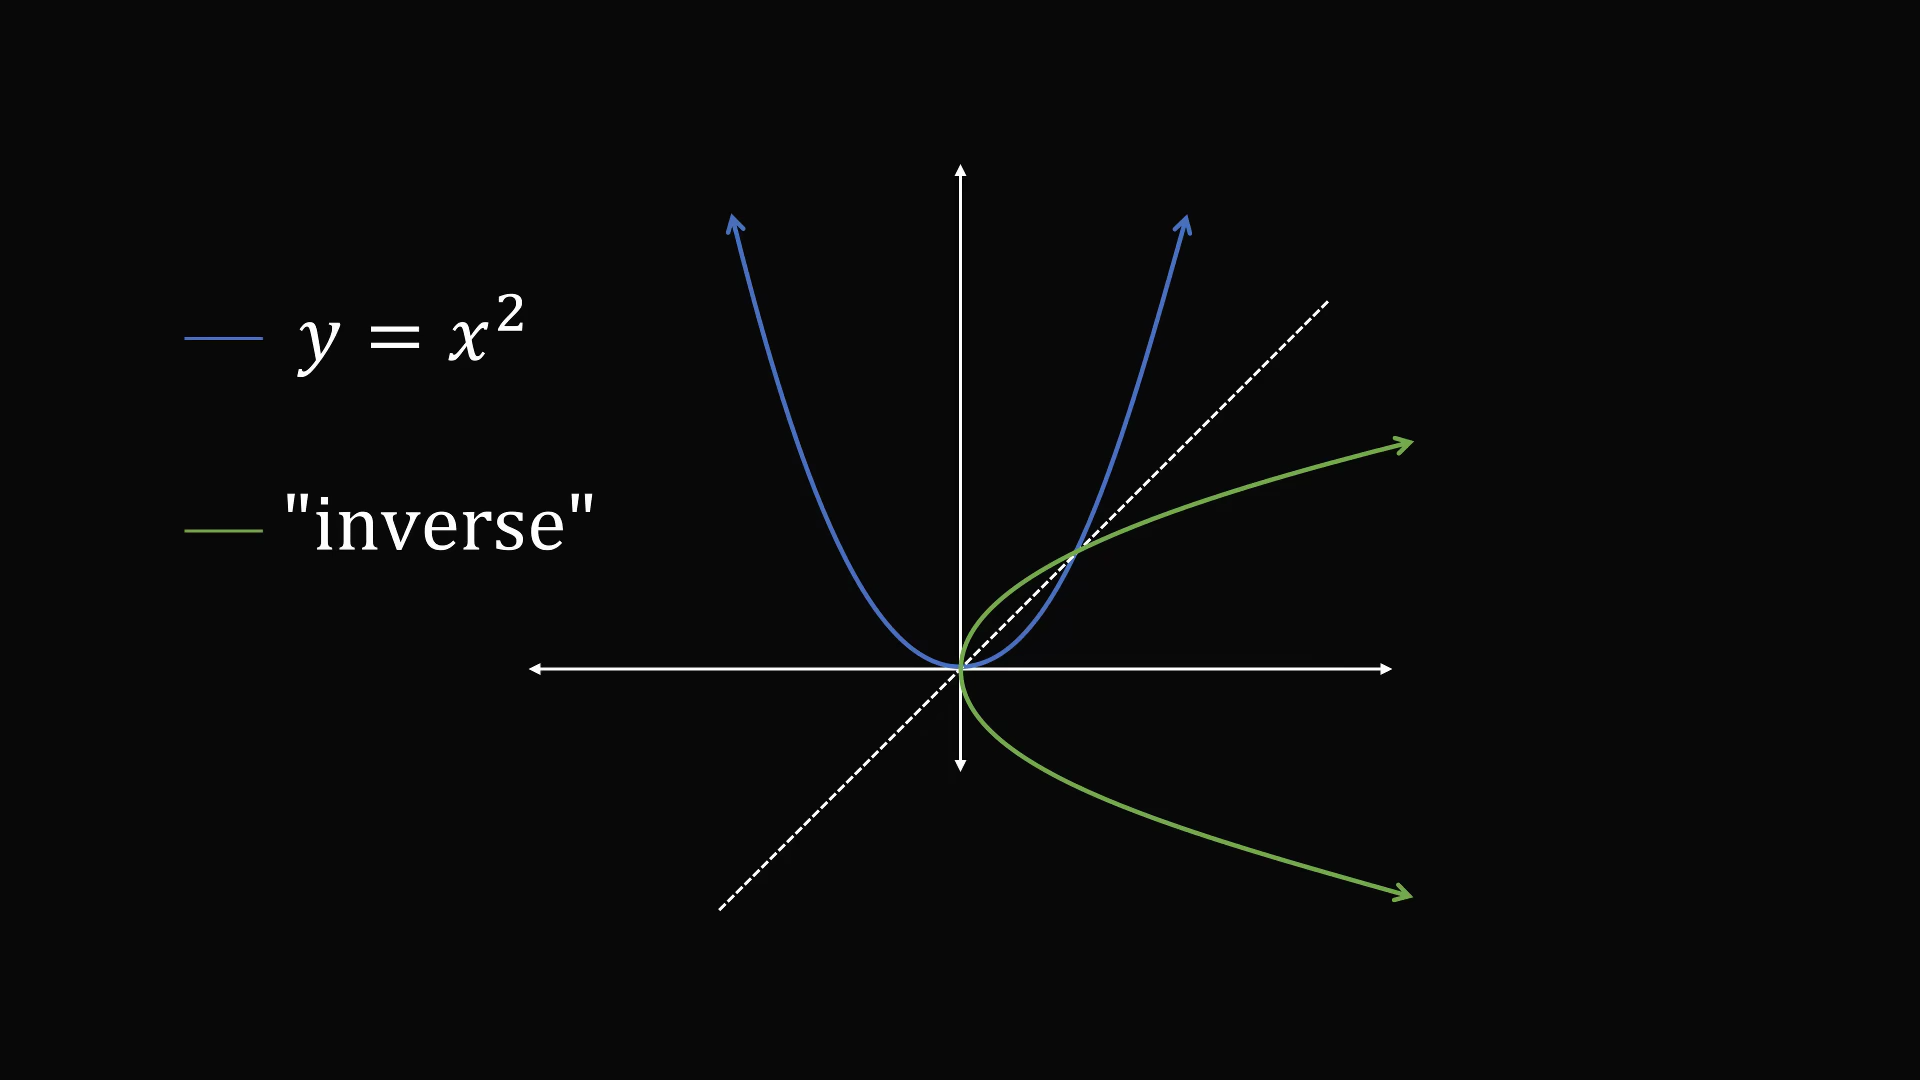 y = x²
"inverse"